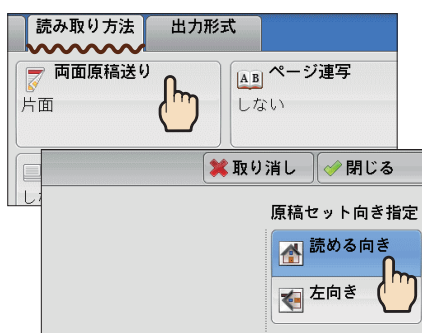 読み取り方法
出力形式
両面原稿送り
片面
AB ページ連写
しない
し
取り消し
閉じる
原稿セット向き指定
読める向き
左向き